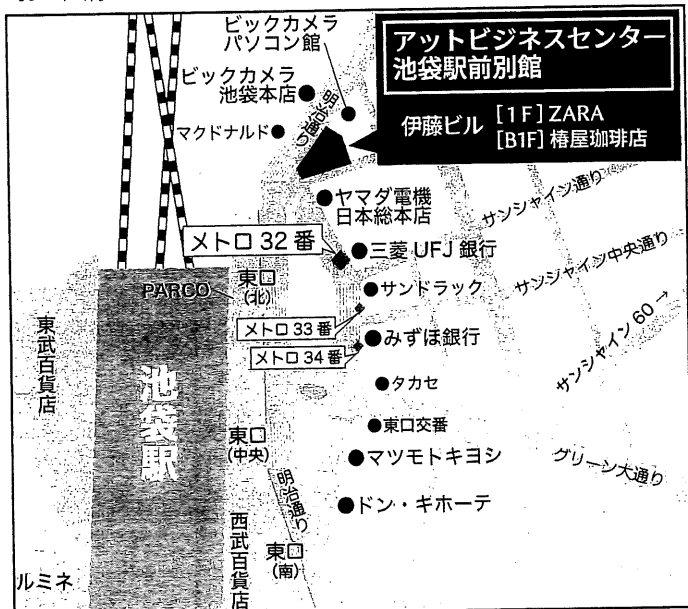 ビックカメラ
パソコン館
アットビジネスセンター
池袋駅前別館
伊藤ビル [1F] ZARA
[B1F] 椿屋珈琲店
ビックカメラ
池袋本店
明治通り
マクドナルド
ヤマダ電機
日本総本店
サンシャイン通り
メトロ 32 番
三菱 UFJ 銀行
サンシャイン中央通り
東口
(北)
PARCO
サンドラック
メトロ 33 番
みずほ銀行
メトロ 34 番
サンシャイン 60 →
東武百貨店
池袋駅
タカセ
東口交番
東口
(中央)
マツモトキヨシ
グリーン大通り
明治通り
ドン・キホーテ
西武百貨店
東口
(南)
ルミネ